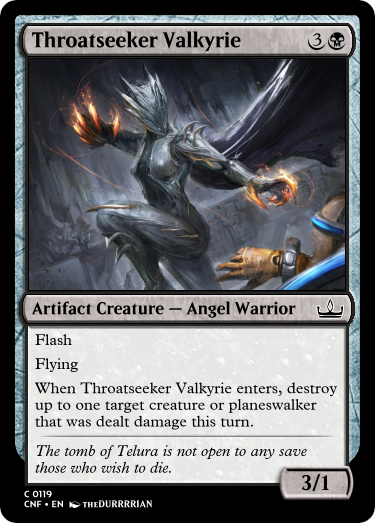 Throatseeker Valkyrie 3
Artifact Creature — Angel Warrior
Flash
Flying
When Throatseeker Valkyrie enters, destroy
up to one target creature or planeswalker
that was dealt damage this turn.
The tomb of Telura is not open to any save
those who wish to die.
3/1
C 0119
CNF • EN THEDURRRRIAN